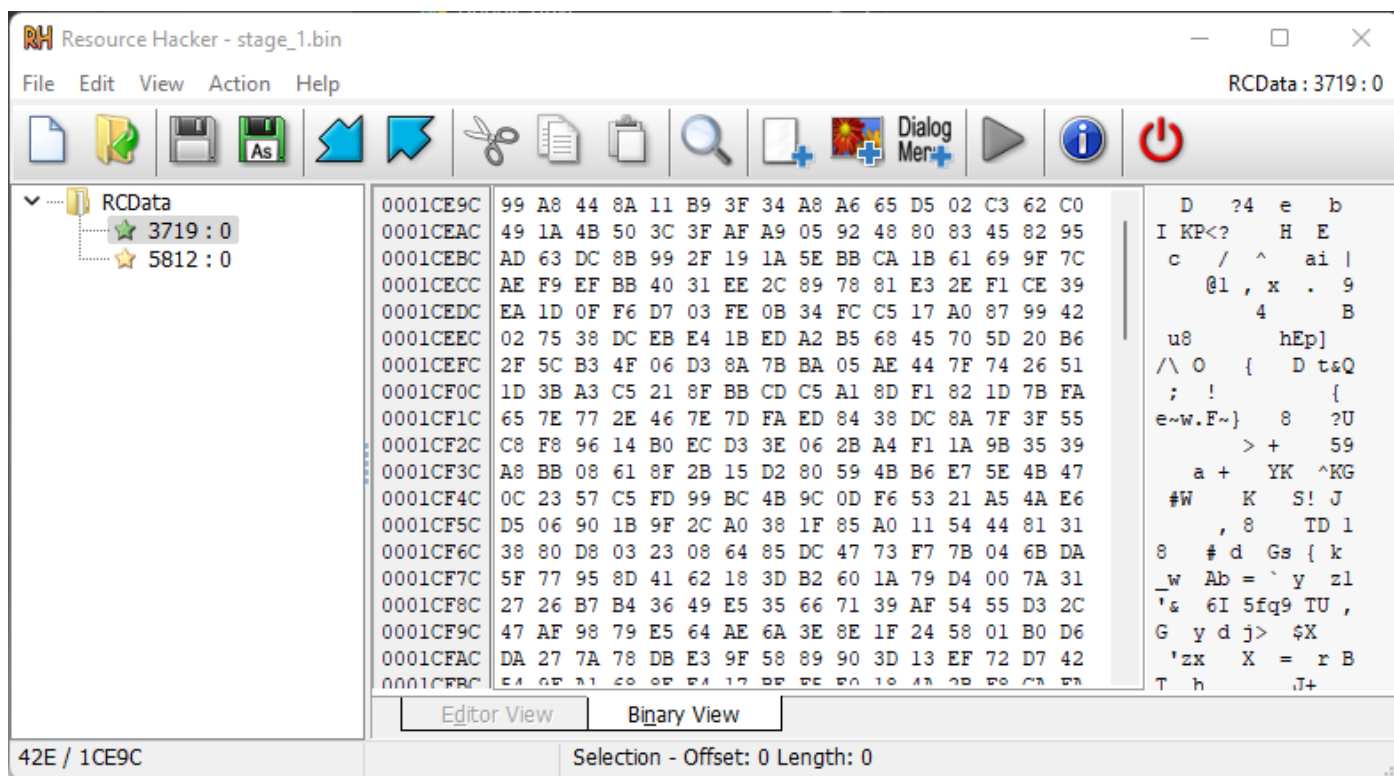 RH Resource Hacker - stage_1.bin
File Edit View Action Help
RCData : 3719 : 0
As
Dialog
Men
RCData
3719 : 0
5812 : 0
0001CE9C 99 A8 44 8A 11 B9 3F 34 A8 A6 65 D5 02 C3 62 C0 D ?4 e b
0001CEAC 49 1A 4B 50 3C 3F AF A9 05 92 48 80 83 45 82 95 I KP<? H E
0001CEBC AD 63 DC 8B 99 2F 19 1A 5E BB CA 1B 61 69 9F 7C c / ^ ai |
0001CECC AE F9 EF BB 40 31 EE 2C 89 78 81 E3 2E F1 CE 39 @1 , x . 9
0001CEDC EA 1D 0F F6 D7 03 FE 0B 34 FC C5 17 A0 87 99 42 4 B
0001CEEC 02 75 38 DC EB E4 1B ED A2 B5 68 45 70 5D 20 B6 u8 hEp]
0001CEFC 2F 5C B3 4F 06 D3 8A 7B BA 05 AE 44 7F 74 26 51 /\ O { D t&Q
0001CF0C 1D 3B A3 C5 21 8F BB CD C5 A1 8D F1 82 1D 7B FA ; ! {
0001CF1C 65 7E 77 2E 46 7E 7D FA ED 84 38 DC 8A 7F 3F 55 e~w.F~} 8 ?U
0001CF2C C8 F8 96 14 B0 EC D3 3E 06 2B A4 F1 1A 9B 35 39 > + 59
0001CF3C A8 BB 08 61 8F 2B 15 D2 80 59 4B B6 E7 5E 4B 47 a + YK ^KG
0001CF4C 0C 23 57 C5 FD 99 BC 4B 9C 0D F6 53 21 A5 4A E6 #W K S! J
0001CF5C D5 06 90 1B 9F 2C A0 38 1F 85 A0 11 54 44 81 31 , 8 TD 1
0001CF6C 38 80 D8 03 23 08 64 85 DC 47 73 F7 7B 04 6B DA 8 # d Gs { k
0001CF7C 5F 77 95 8D 41 62 18 3D B2 60 1A 79 D4 00 7A 31 _w Ab = ` y z1
0001CF8C 27 26 B7 B4 36 49 E5 35 66 71 39 AF 54 55 D3 2C '& 6I 5fq9 TU ,
0001CF9C 47 AF 98 79 E5 64 AE 6A 3E 8E 1F 24 58 01 B0 D6 G y d j> $X
0001CFAC DA 27 7A 78 DB E3 9F 58 89 90 3D 13 EF 72 D7 42 'zx X = r B
Editor View Binary View
42E / 1CE9C Selection - Offset: 0 Length: 0